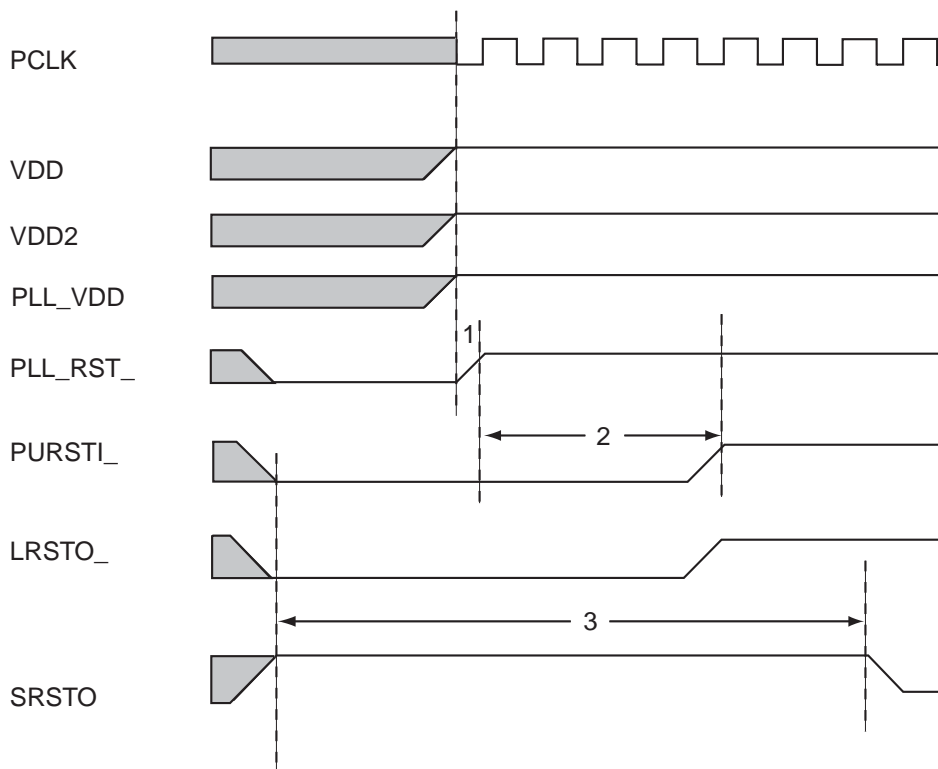 PCLK
VDD
VDD2
PLL_VDD
1
PLL_RST_
2
PURSTI_
LRSTO_
3
SRSTO